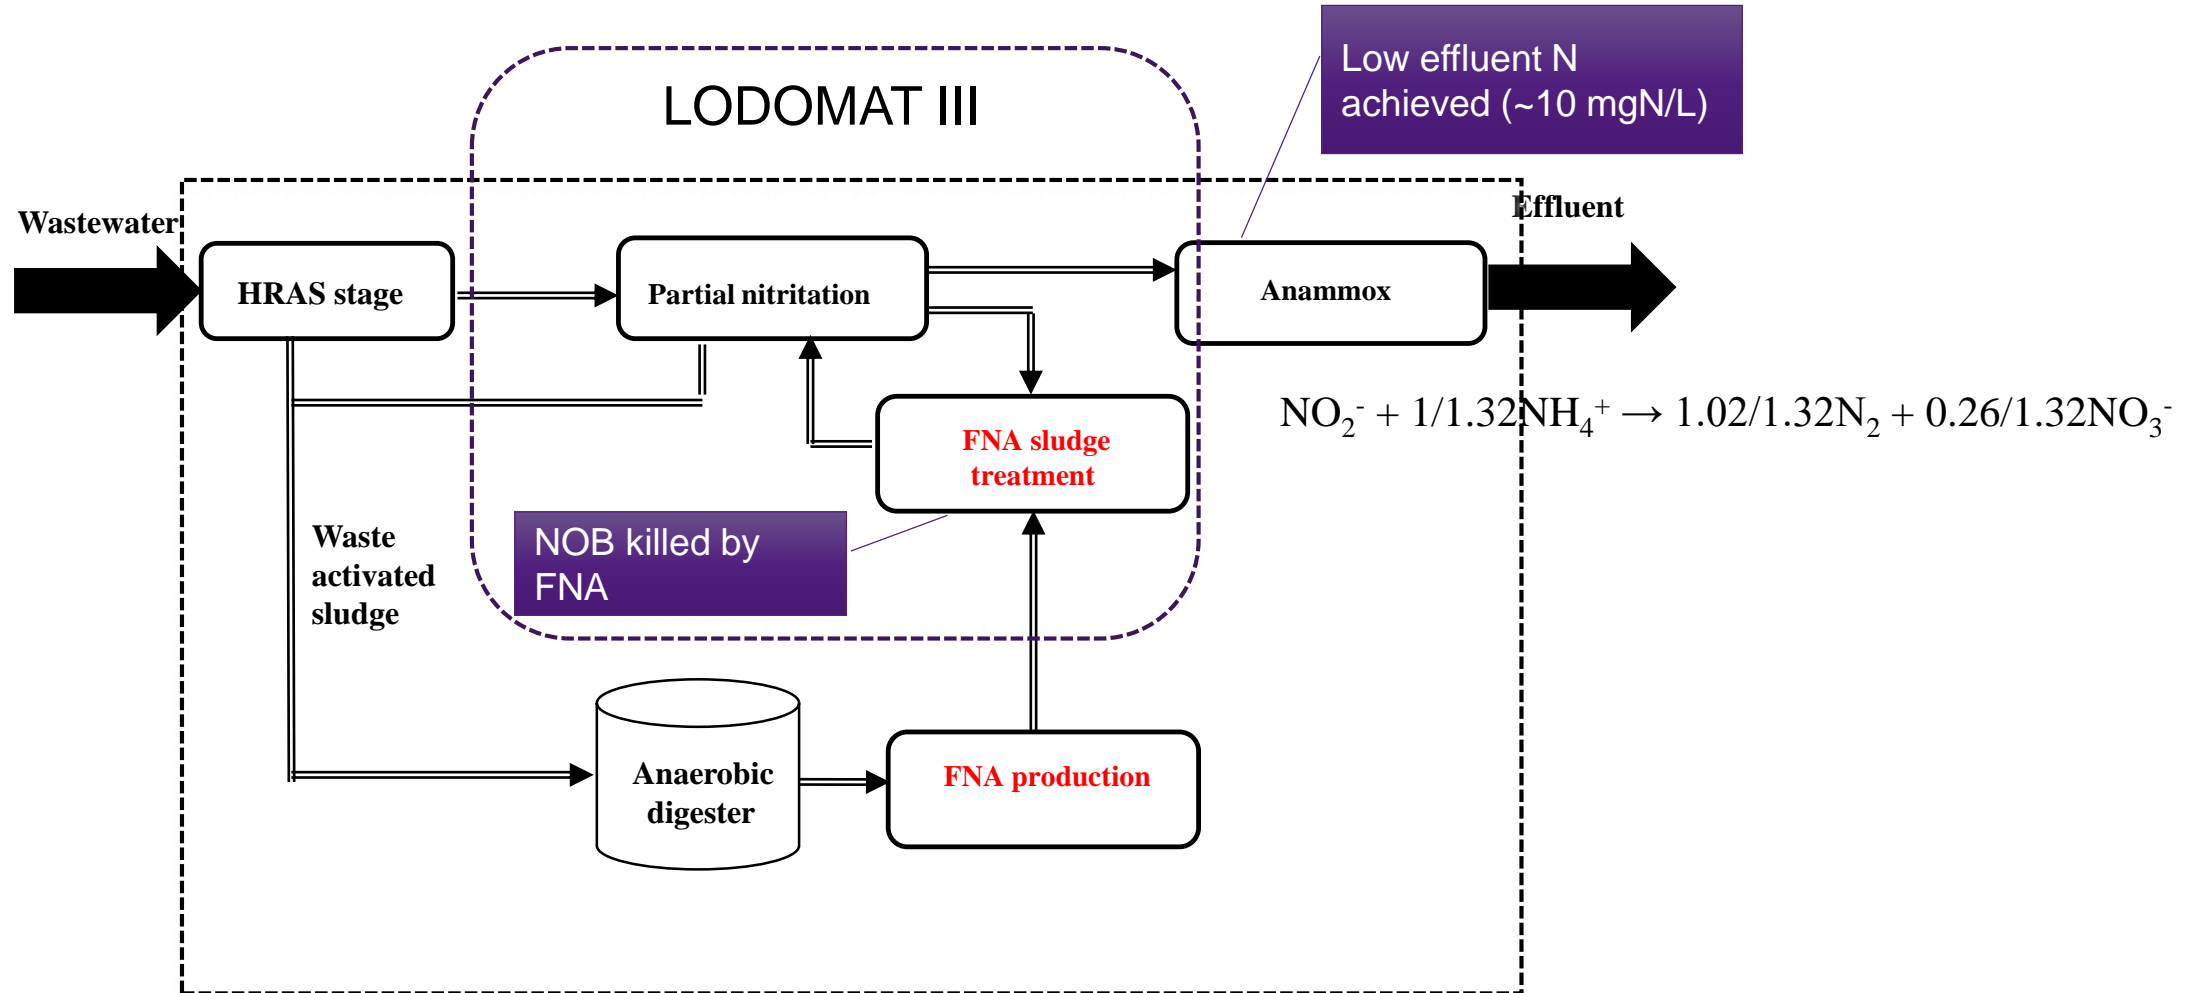 LODOMAT III
Low effluent N
achieved (~10 mgN/L)
Wastewater
Effluent
HRAS stage
Partial nitritation
Anammox
NO₂⁻ + 1/1.32NH₄⁺ → 1.02/1.32N₂ + 0.26/1.32NO₃⁻
FNA sludge
treatment
NOB killed by
FNA
Waste
activated
sludge
Anaerobic
digester
FNA production